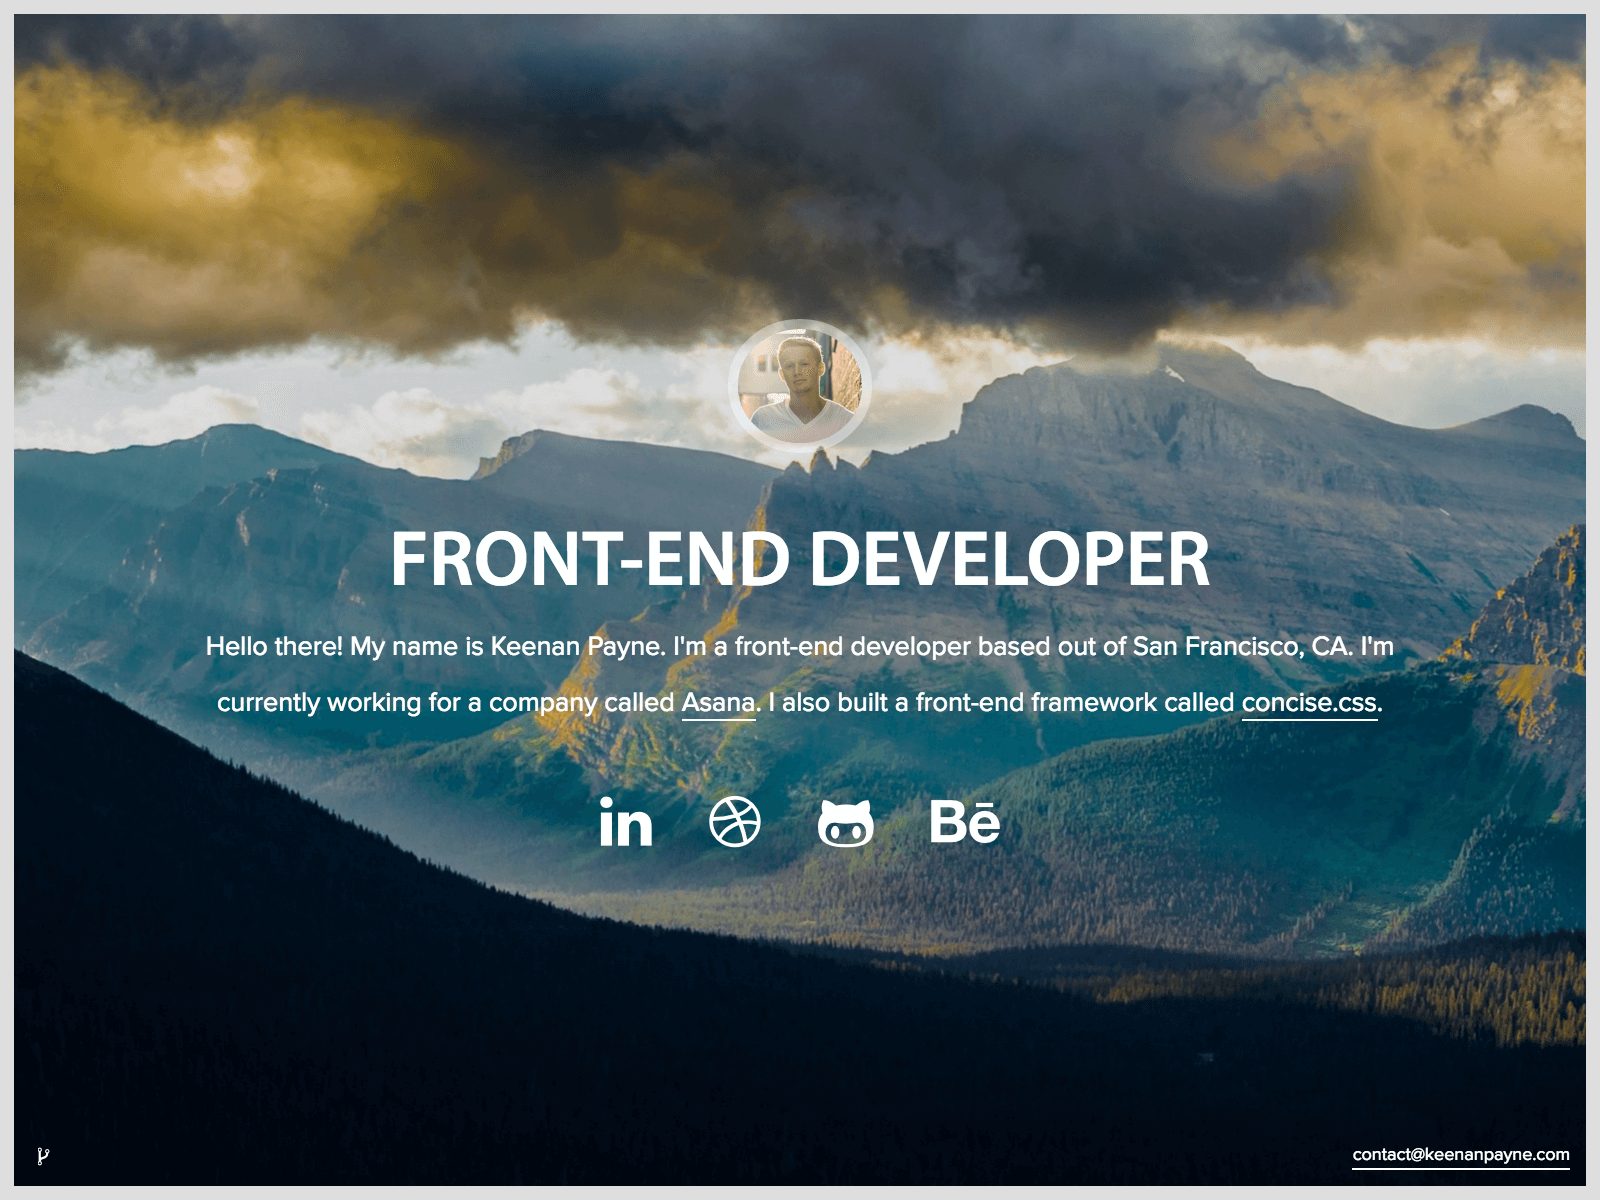 FRONT-END DEVELOPER
Hello there! My name is Keenan Payne. I'm a front-end developer based out of San Francisco, CA. I'm
currently working for a company called Asana. I also built a front-end framework called concise.css.
in Bē
contact@keenanpayne.com